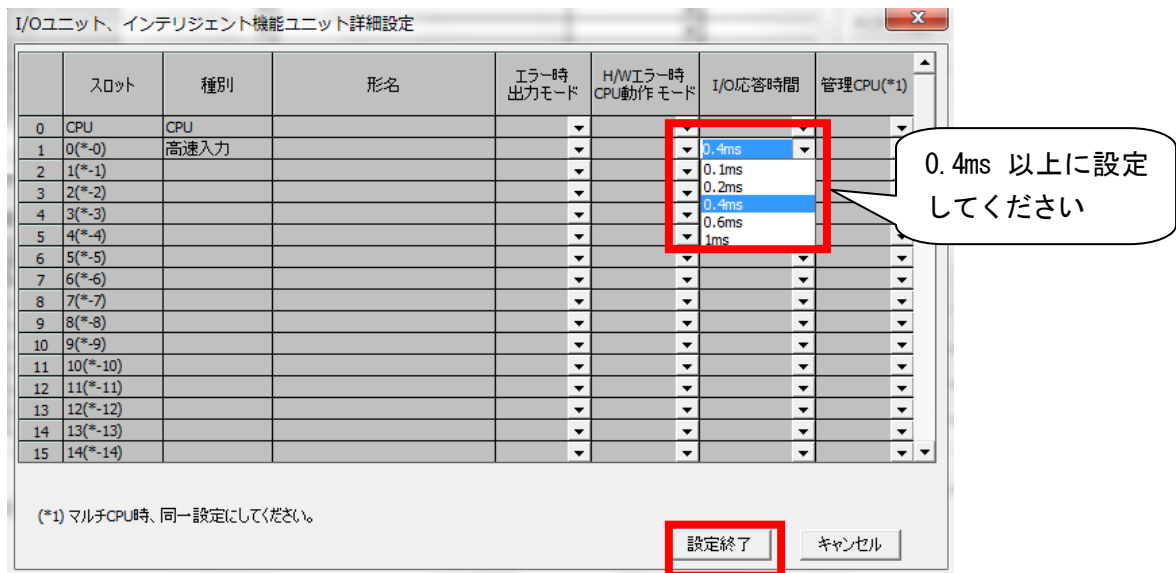 I/Oユニット、インテリジェント機能ユニット詳細設定
スロット 種別 形名 エラー時 出力モード H/Wエラー時 CPU動作 モード I/O応答時間 管理CPU(*1)
0 CPU CPU
1 0(*-0) 高速入力 0.4ms
2 1(*-1) 0.1ms
3 2(*-2) 0.2ms
4 3(*-3) 0.4ms
5 4(*-4) 0.6ms
1ms
6 5(*-5)
7 6(*-6)
8 7(*-7)
9 8(*-8)
10 9(*-9)
11 10(*-10)
12 11(*-11)
13 12(*-12)
14 13(*-13)
15 14(*-14)
0.4ms 以上に設定
してください
(*1) マルチCPU時、同一設定にしてください。
設定終了 キャンセル